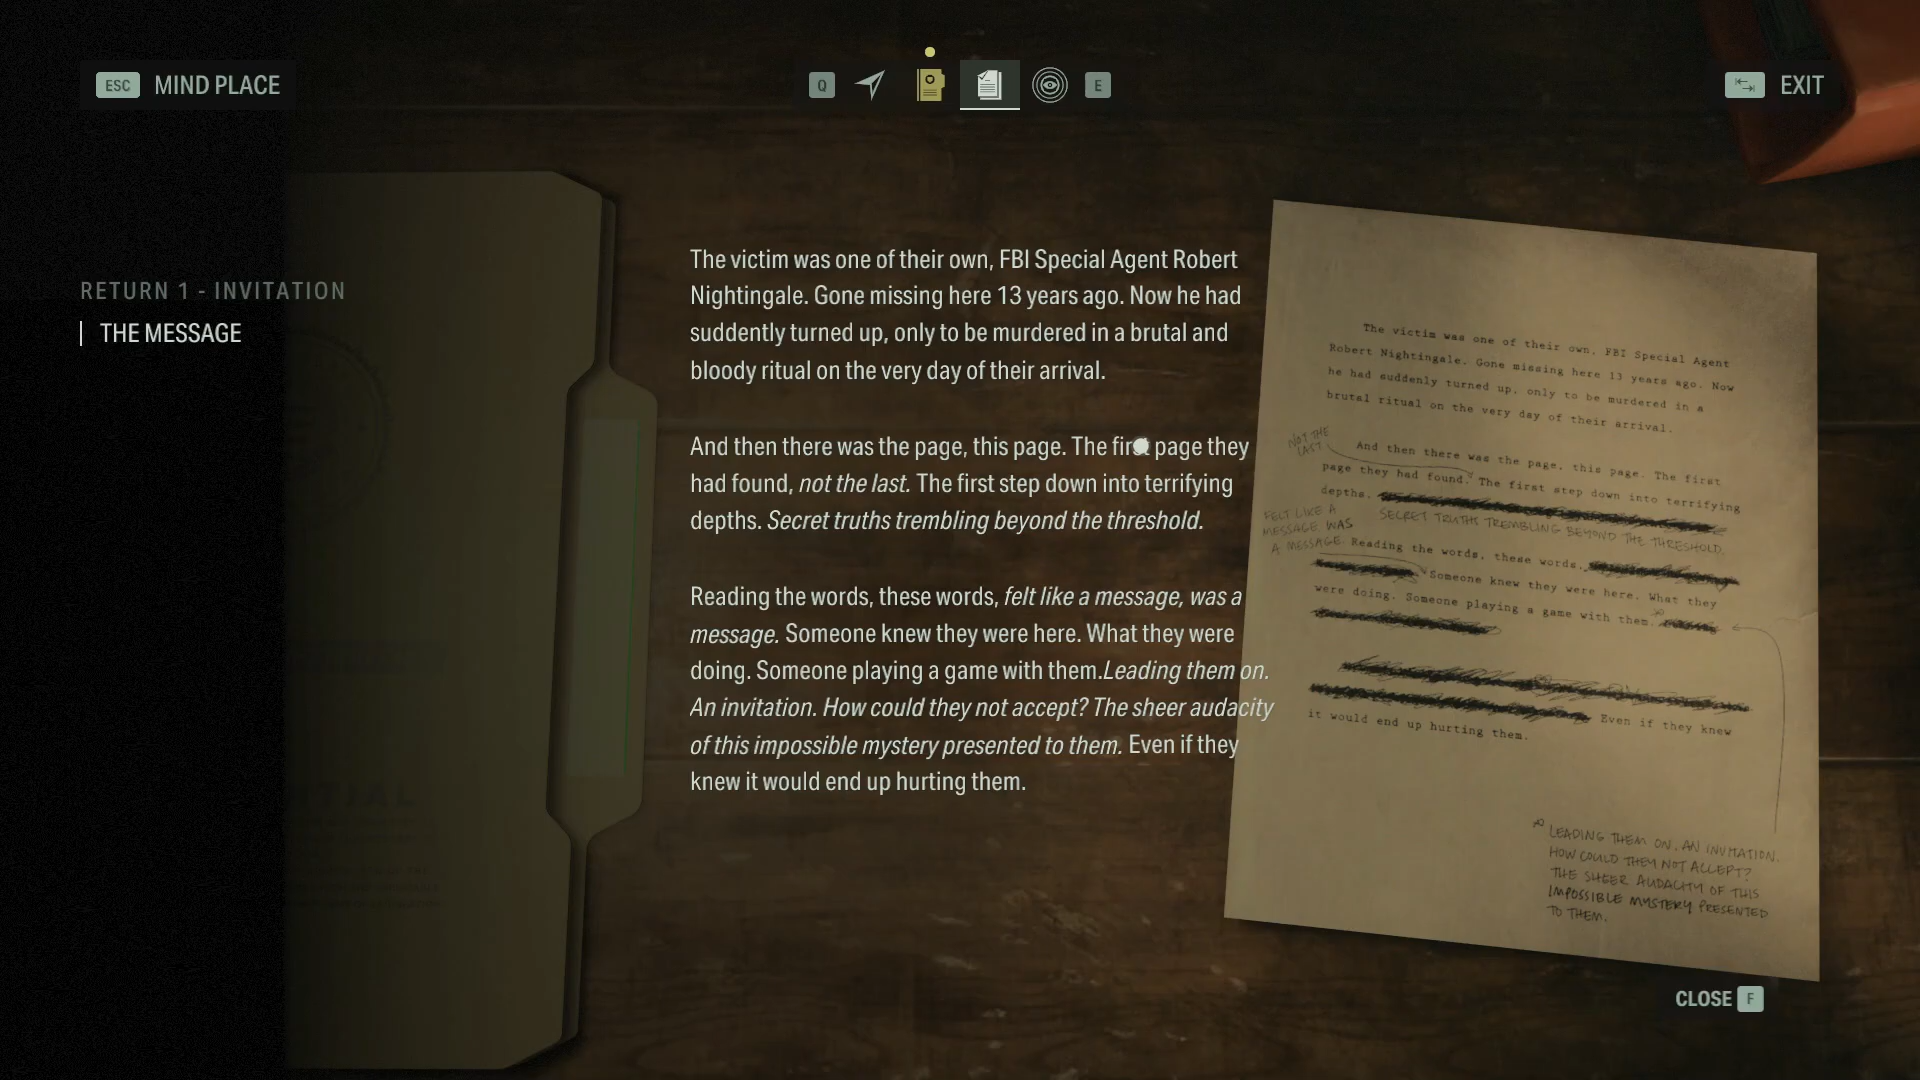 ESC MIND PLACE
Q
E
EXIT
RETURN 1 - INVITATION
THE MESSAGE
The victim was one of their own, FBI Special Agent Robert
Nightingale. Gone missing here 13 years ago. Now he had
suddenly turned up, only to be murdered in a brutal and
bloody ritual on the very day of their arrival.
And then there was the page, this page. The first page they
had found, not the last. The first step down into terrifying
depths. Secret truths trembling beyond the threshold.
Reading the words, these words, felt like a message, was a
message. Someone knew they were here. What they were
doing. Someone playing a game with them.Leading them on.
An invitation. How could they not accept? The sheer audacity
of this impossible mystery presented to them. Even if they
knew it would end up hurting them.
The victim was one of their own, FBI Special Agent
Robert Nightingale. Gone missing here 13 years ago. Now
he had suddenly turned up, only to be murdered in a
brutal ritual on the very day of their arrival.
NOT THE
LAST.
And then there was the page, this page. The first
page they had found. The first step down into terrifying
depths.
SECRET TRUTHS TREMBLING BEYOND THE THRESHOLD.
FELT LIKE A
MESSAGE, WAS
A MESSAGE.
Reading the words, these words,
Someone knew they were here. What they
were doing. Someone playing a game with them.
Even if they knew
it would end up hurting them.
LEADING THEM ON. AN INVITATION.
HOW COULD THEY NOT ACCEPT?
THE SHEER AUDACITY OF THIS
IMPOSSIBLE MYSTERY PRESENTED
TO THEM.
CLOSE F